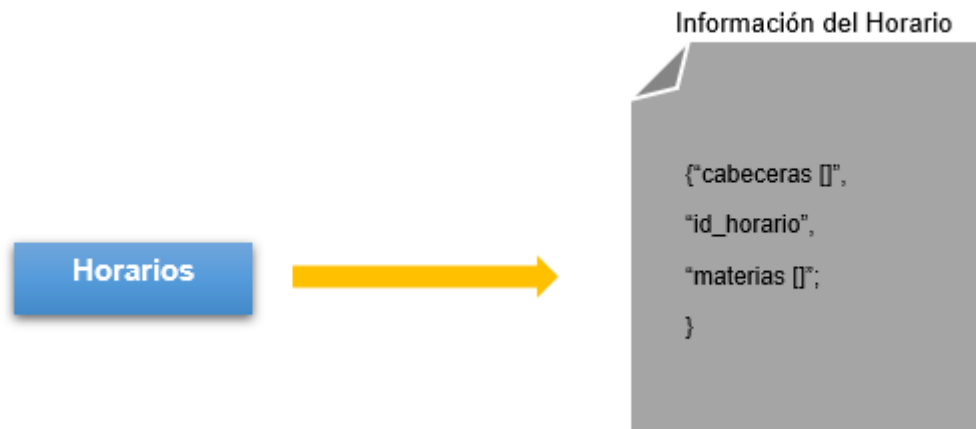 Información del Horario
{“cabeceras []”,
“id_horario”,
Horarios
“materias []”;
}